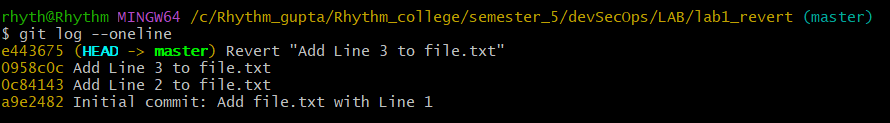 rhyth@Rhythm MINGW64 /c/Rhythm_gupta/Rhythm_college/semester_5/devSecOps/LAB/lab1_revert (master)
$ git log --oneline
e443675 (HEAD -> master) Revert "Add Line 3 to file.txt"
0958c0c Add Line 3 to file.txt
0c84143 Add Line 2 to file.txt
a9e2482 Initial commit: Add file.txt with Line 1